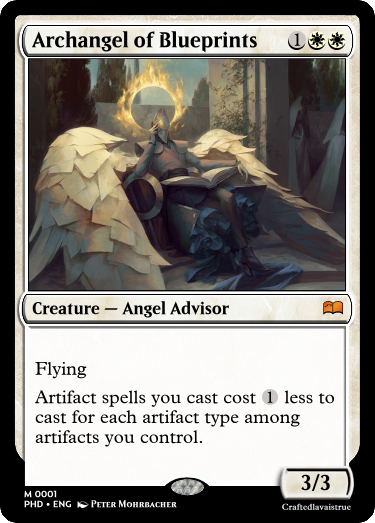 Archangel of Blueprints 1
Creature — Angel Advisor
Flying
Artifact spells you cast cost 1 less to
cast for each artifact type among
artifacts you control.
3/3
M 0001
PHD • ENG Peter Mohrbacher
Craftedlavaistrue